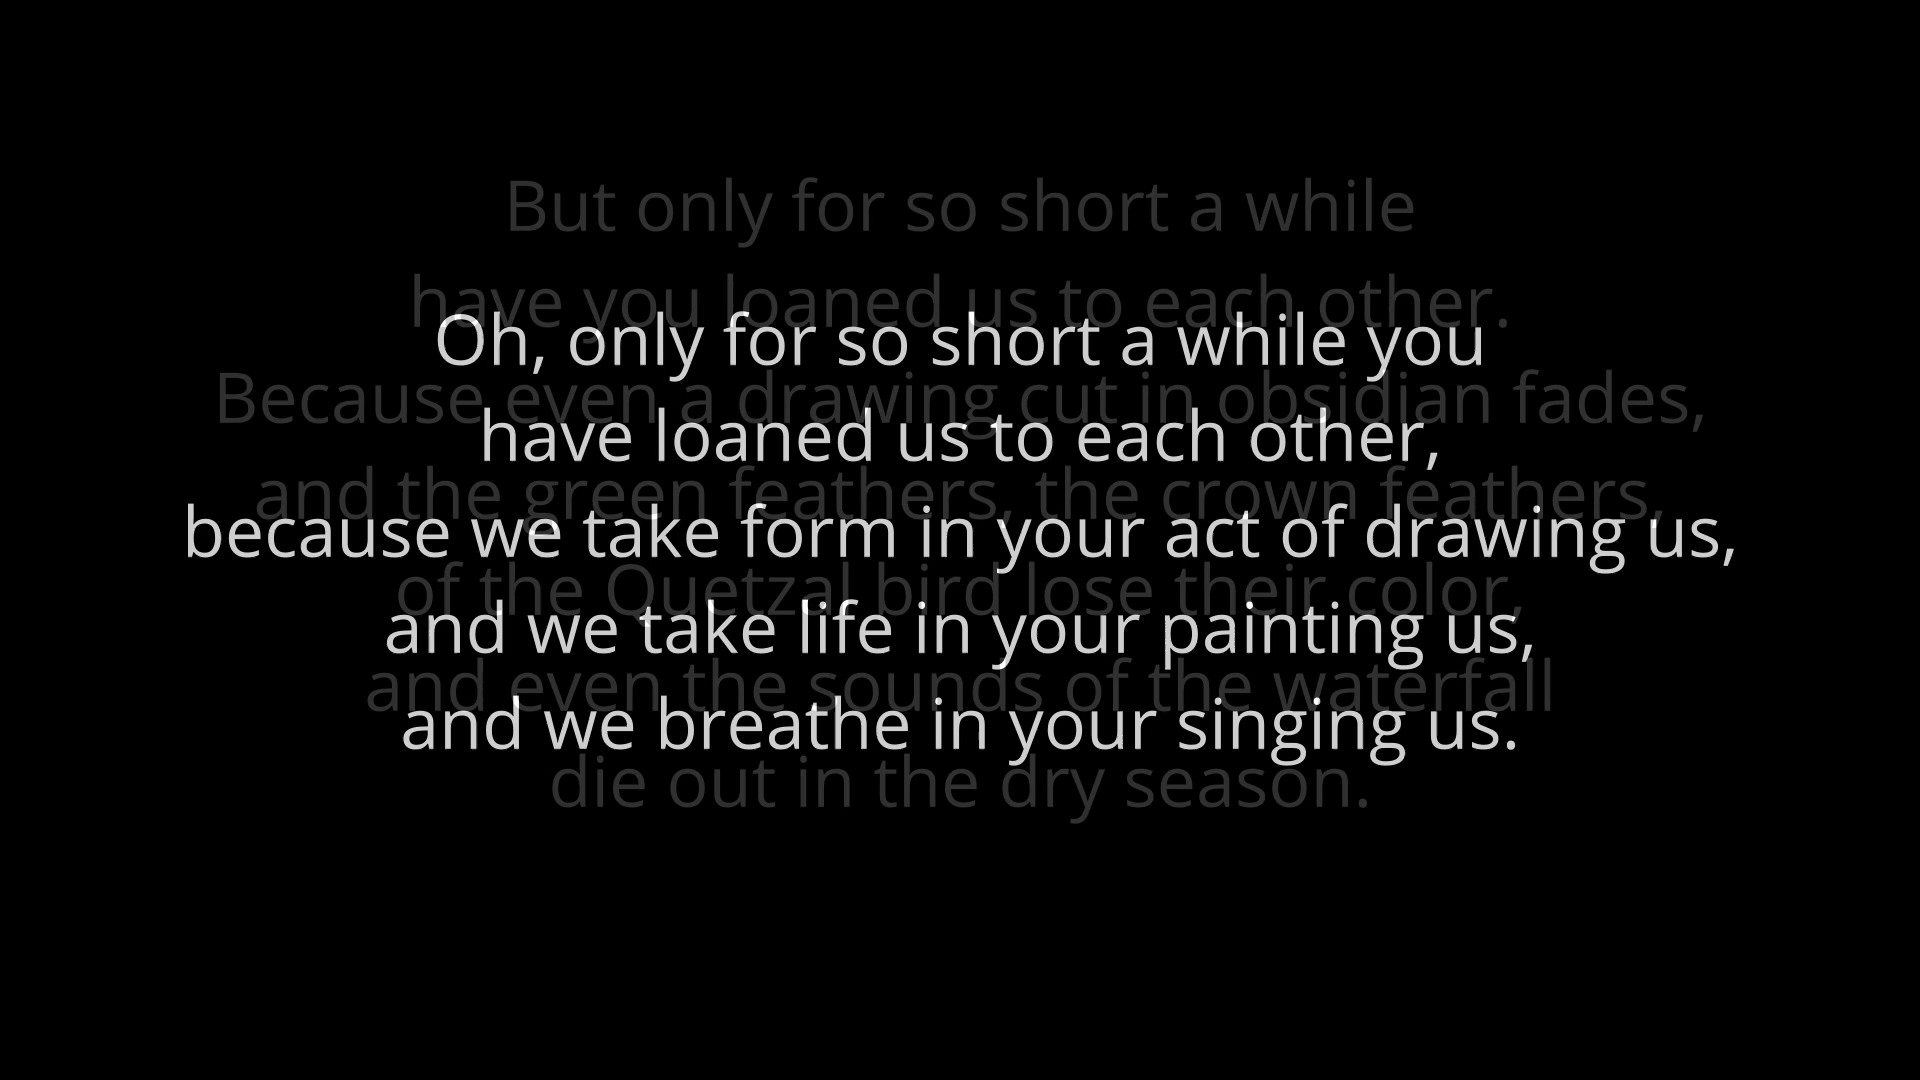 Oh, only for so short a while you
have loaned us to each other,
because we take form in your act of drawing us,
and we take life in your painting us,
and we breathe in your singing us.
But only for so short a while
have you loaned us to each other.
Because even a drawing cut in obsidian fades,
and the green feathers, the crown feathers,
of the Quetzal bird lose their color,
and even the sounds of the waterfall
die out in the dry season.